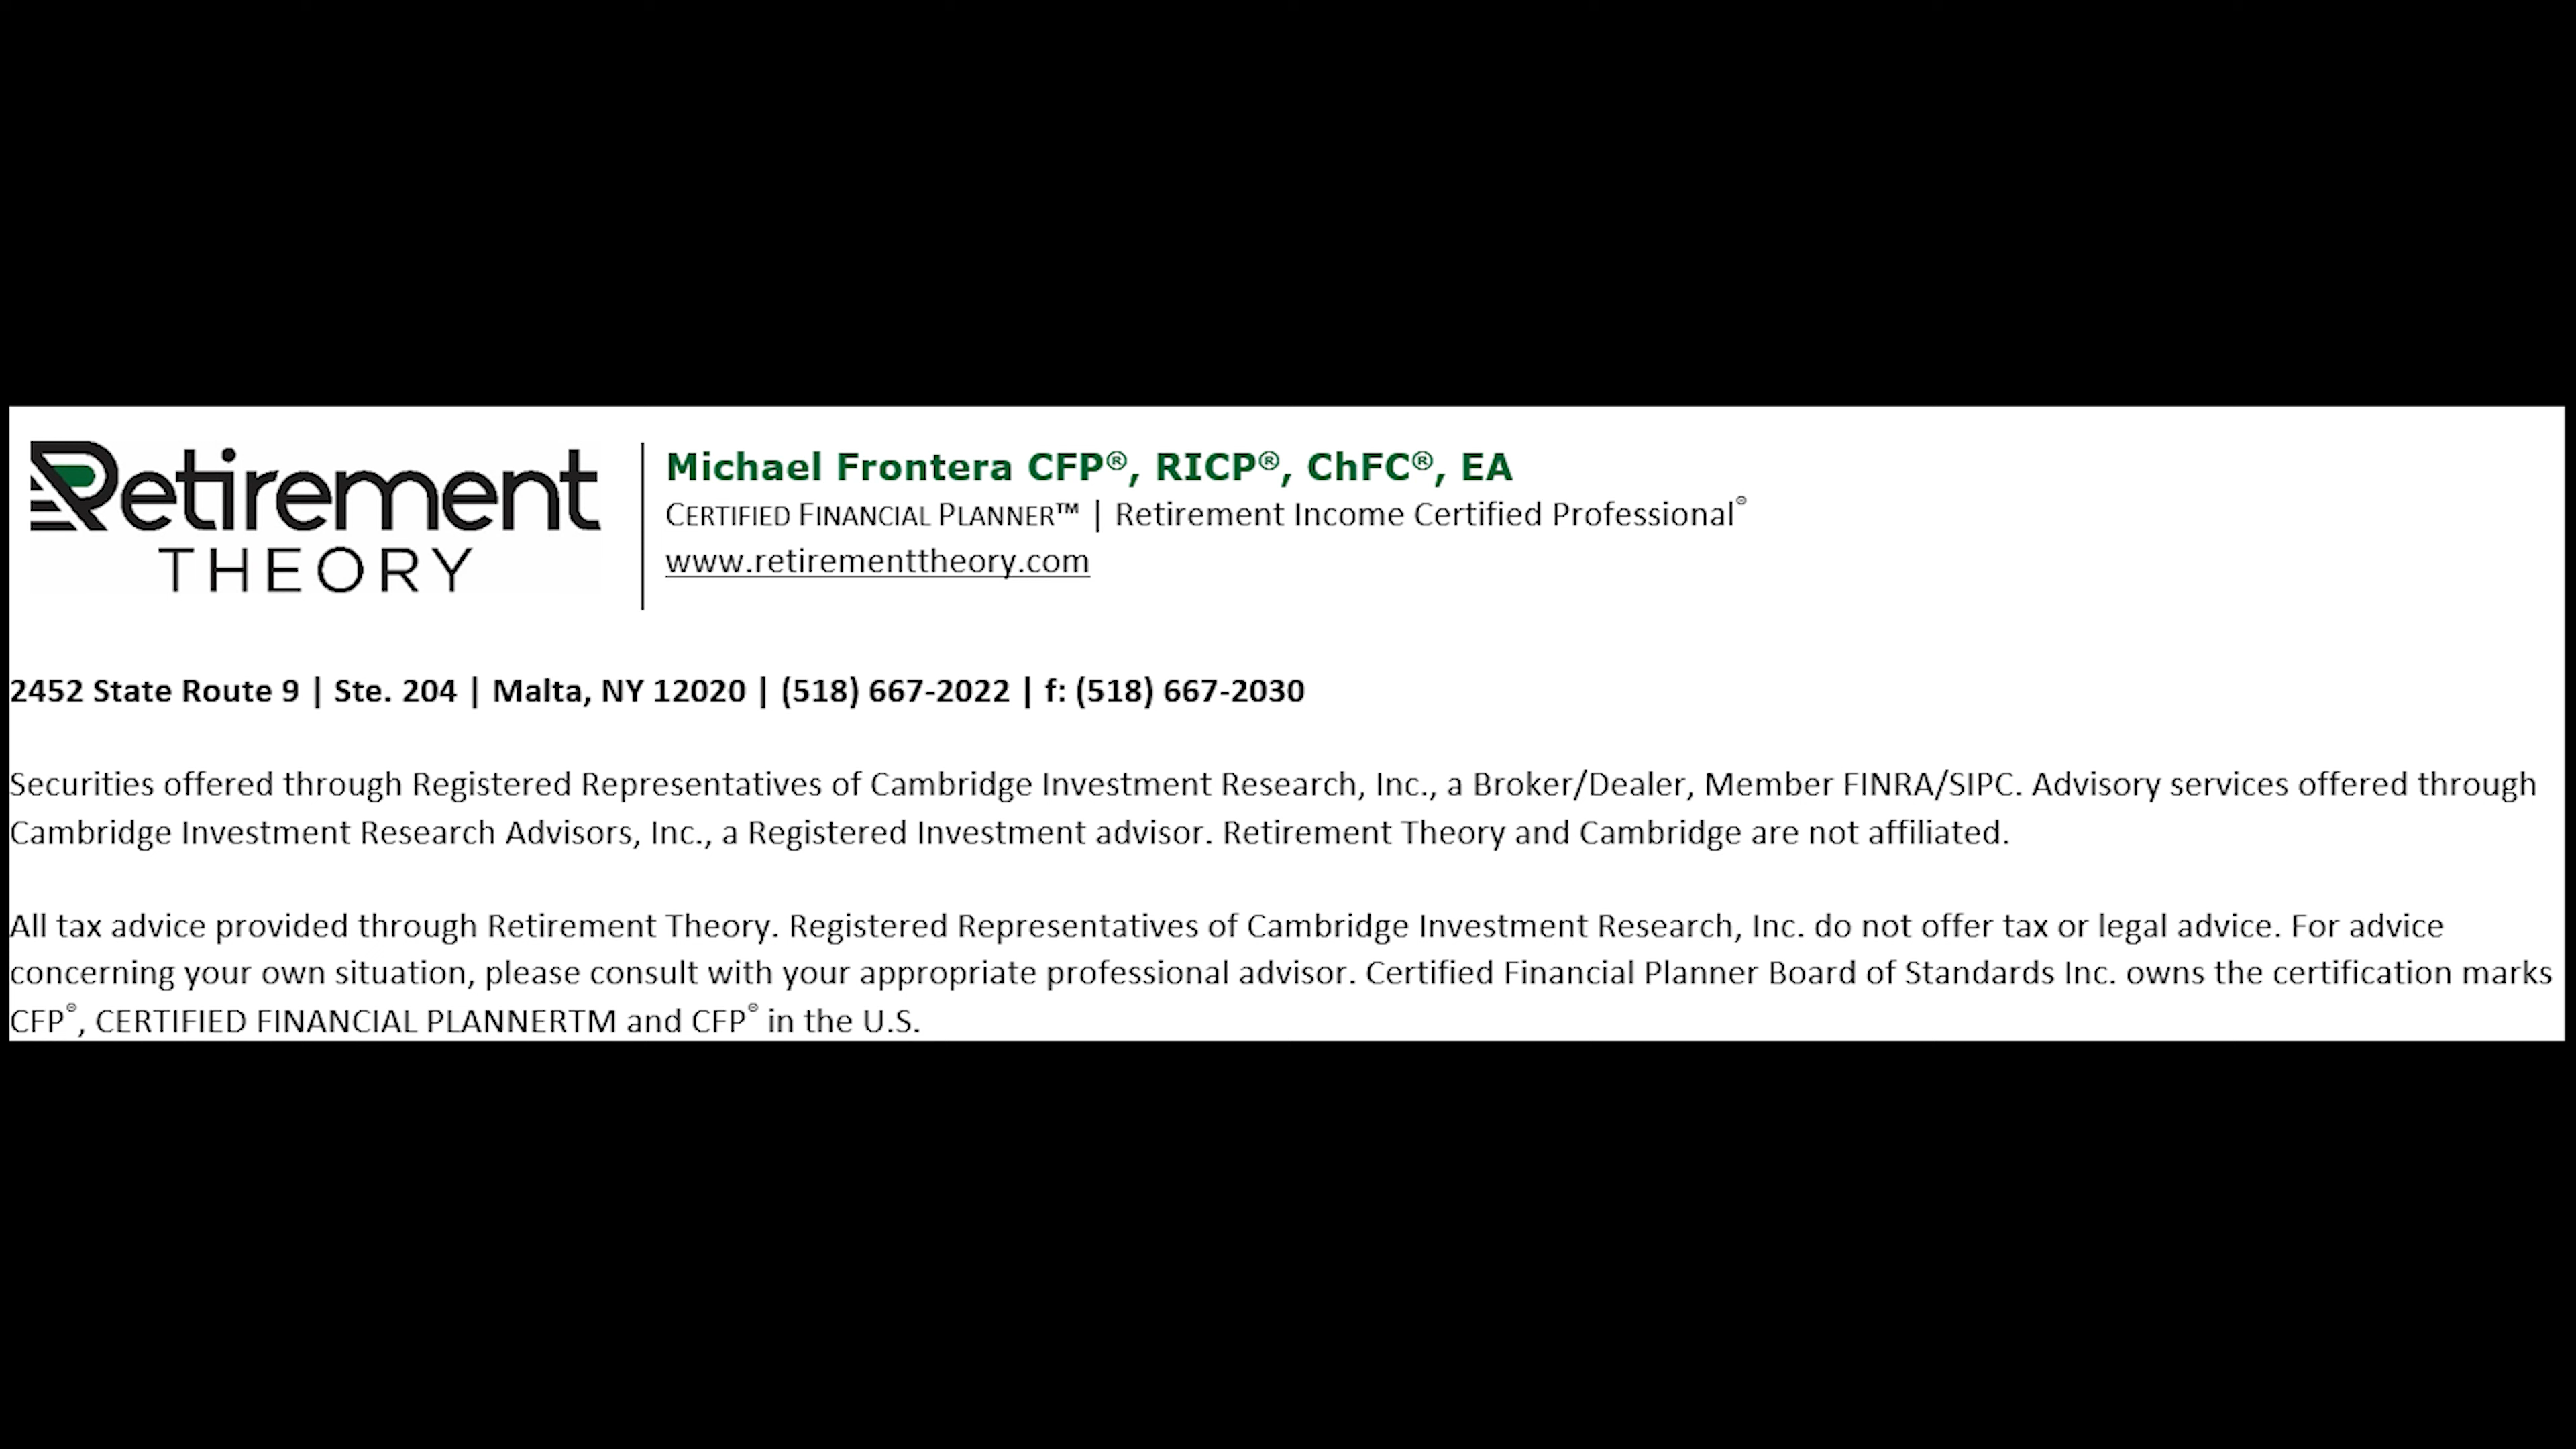 Retirement
THEORY
Michael Frontera CFP®, RICP®, ChFC®, EA
CERTIFIED FINANCIAL PLANNER™ | Retirement Income Certified Professional®
www.retirementtheory.com
2452 State Route 9 | Ste. 204 | Malta, NY 12020 | (518) 667-2022 | f: (518) 667-2030
Securities offered through Registered Representatives of Cambridge Investment Research, Inc., a Broker/Dealer, Member FINRA/SIPC. Advisory services offered through
Cambridge Investment Research Advisors, Inc., a Registered Investment advisor. Retirement Theory and Cambridge are not affiliated.
All tax advice provided through Retirement Theory. Registered Representatives of Cambridge Investment Research, Inc. do not offer tax or legal advice. For advice
concerning your own situation, please consult with your appropriate professional advisor. Certified Financial Planner Board of Standards Inc. owns the certification marks
CFP®, CERTIFIED FINANCIAL PLANNERTM and CFP® in the U.S.